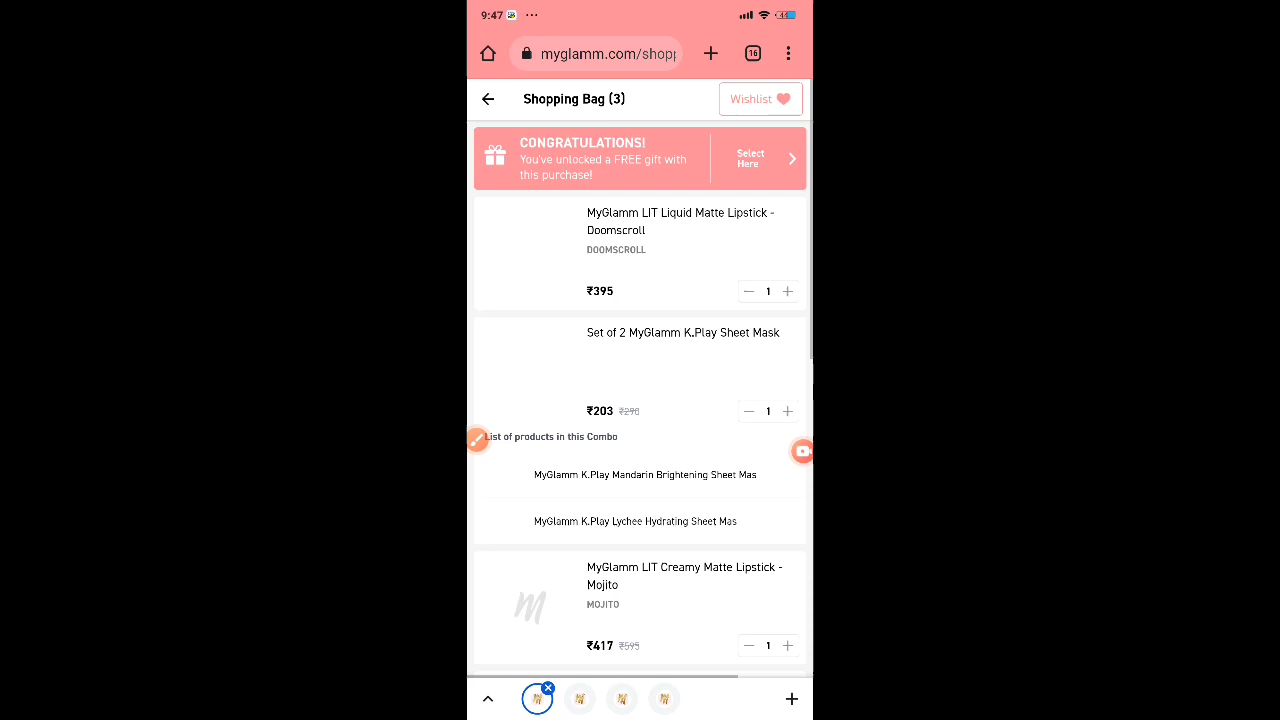 9:47 ...
myglamm.com/shopp
16
Shopping Bag (3)
Wishlist
CONGRATULATIONS!
You've unlocked a FREE gift with
this purchase!
Select
Here
MyGlamm LIT Liquid Matte Lipstick -
Doomscroll
DOOMSCROLL
₹395
1
Set of 2 MyGlamm K.Play Sheet Mask
₹203 ₹290
1
List of products in this Combo
MyGlamm K.Play Mandarin Brightening Sheet Mas
MyGlamm K.Play Lychee Hydrating Sheet Mas
MyGlamm LIT Creamy Matte Lipstick -
Mojito
MOJITO
₹417 ₹595
1